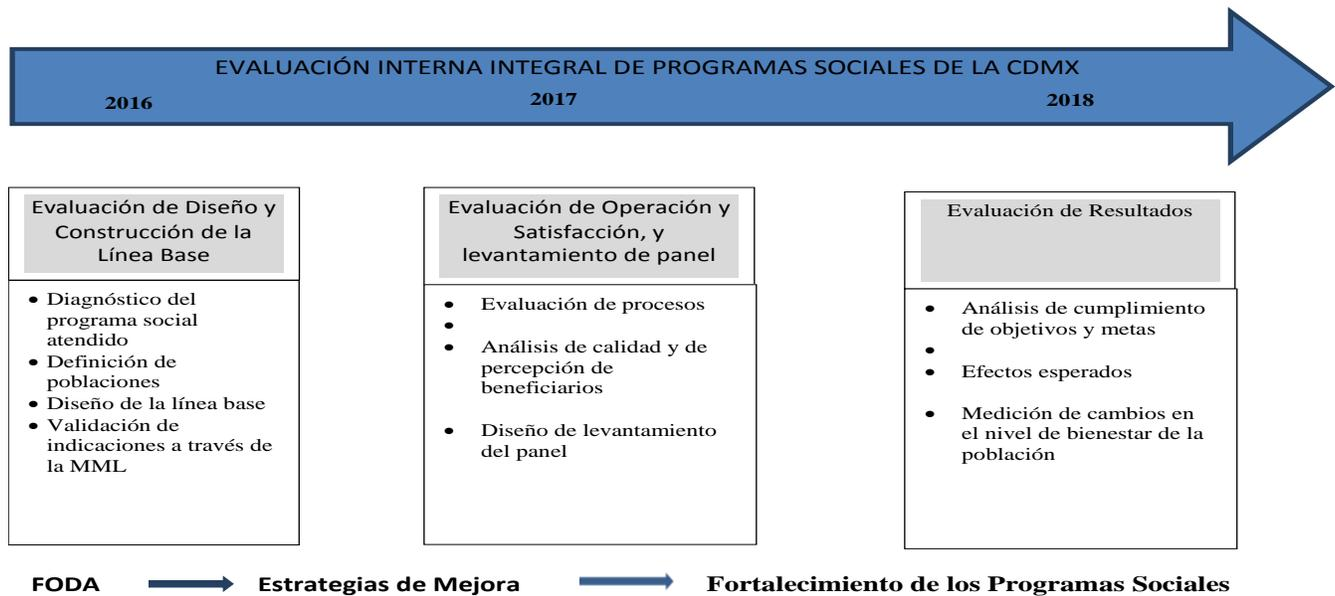 EVALUACIÓN INTERNA INTEGRAL DE PROGRAMAS SOCIALES DE LA CDMX
2016
2017
2018
Evaluación de Diseño y
Construcción de la
Línea Base
• Diagnóstico del
programa social
atendido
• Definición de
poblaciones
• Diseño de la línea base
• Validación de
indicaciones a través de
la MML
Evaluación de Operación y
Satisfacción, y
levantamiento de panel
• Evaluación de procesos
•
• Análisis de calidad y de
percepción de
beneficiarios
• Diseño de levantamiento
del panel
Evaluación de Resultados
• Análisis de cumplimiento
de objetivos y metas
•
• Efectos esperados
• Medición de cambios en
el nivel de bienestar de la
población
FODA Estrategias de Mejora Fortalecimiento de los Programas Sociales